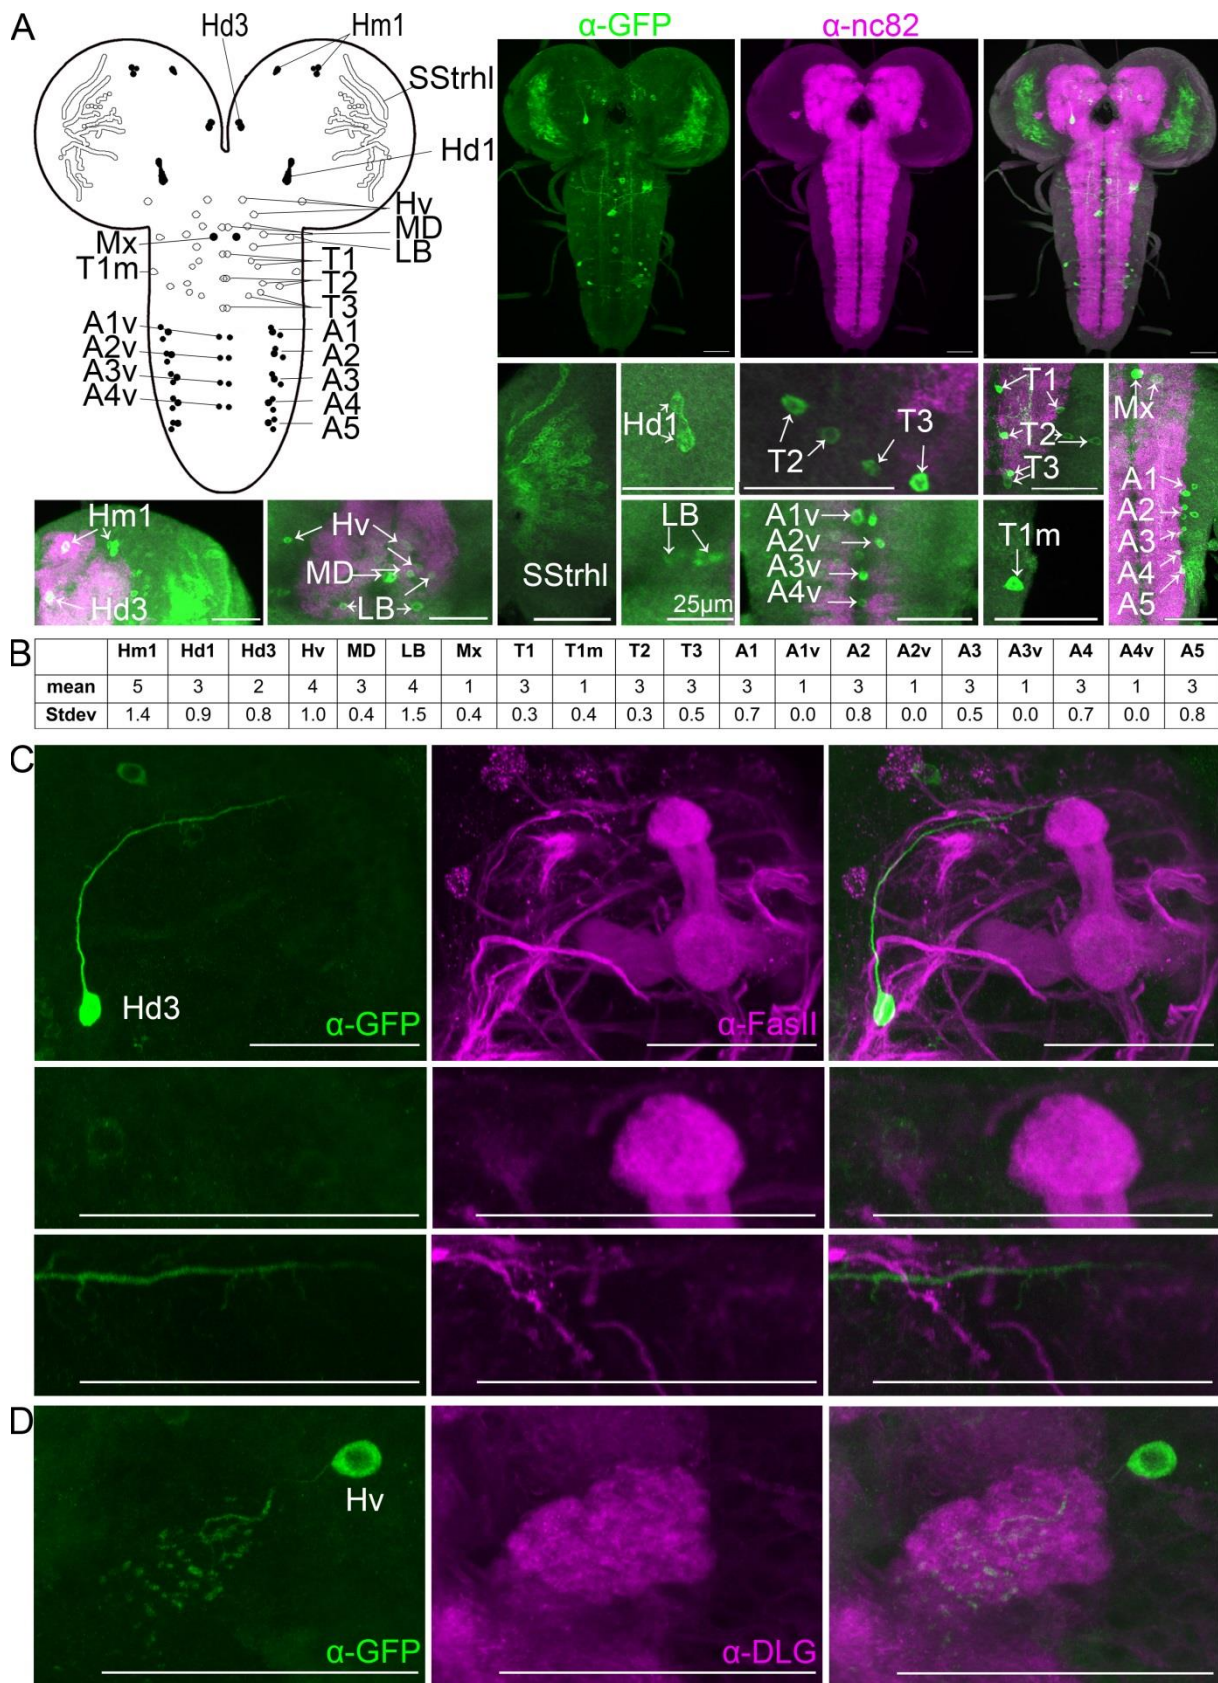 A
Hd3 Hm1
SStrhl
Hd1
Hv
MD
LB
Mx
T1m
T1
T2
T3
A1v
A2v
A3v
A4v
A1
A2
A3
A4
A5
α-GFP α-nc82
Hm1
Hd3
Hv
MD
LB
SStrhl
Hd1
LB
25µm
T2 T3
A1v
A2v
A3v
A4v
T1
T2
T3
T1m
Mx
A1
A2
A3
A4
A5
B
Hm1 Hd1 Hd3 Hv MD LB Mx T1 T1m T2 T3 A1 A1v A2 A2v A3 A3v A4 A4v A5
mean 5 3 2 4 3 4 1 3 1 3 3 3 1 3 1 3 1 3 1 3
Stdev 1.4 0.9 0.8 1.0 0.4 1.5 0.4 0.3 0.4 0.3 0.5 0.7 0.0 0.8 0.0 0.5 0.0 0.7 0.0 0.8
C
Hd3
α-GFP
α-FasII
D
Hv
α-GFP
α-DLG